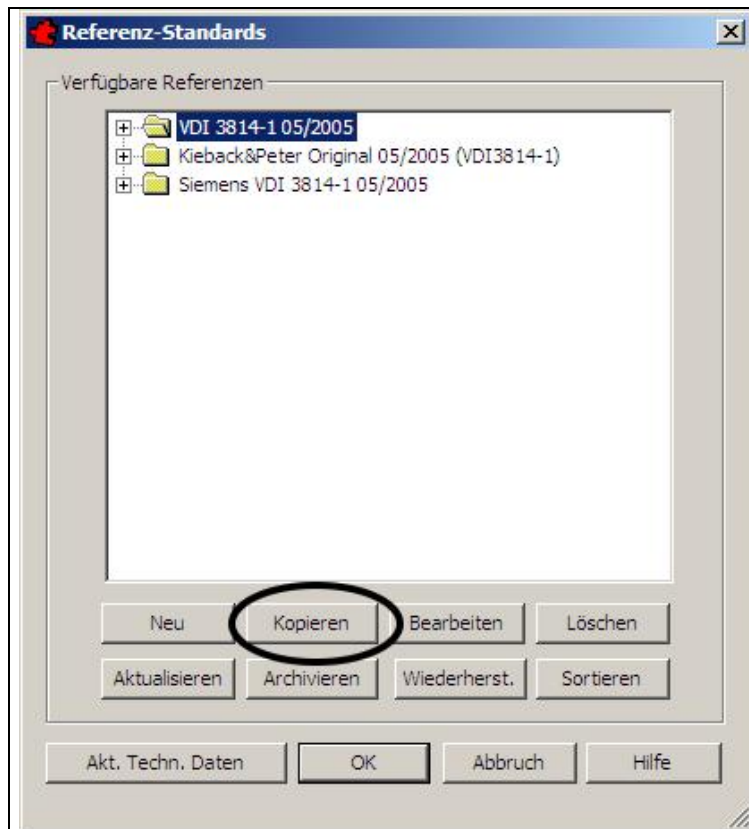 Referenz-Standards
Verfügbare Referenzen
VDI 3814-1 05/2005
Kieback&Peter Original 05/2005 (VDI3814-1)
Siemens VDI 3814-1 05/2005
Neu Kopieren Bearbeiten Löschen
Aktualisieren Archivieren Wiederherst. Sortieren
Akt. Techn. Daten OK Abbruch Hilfe